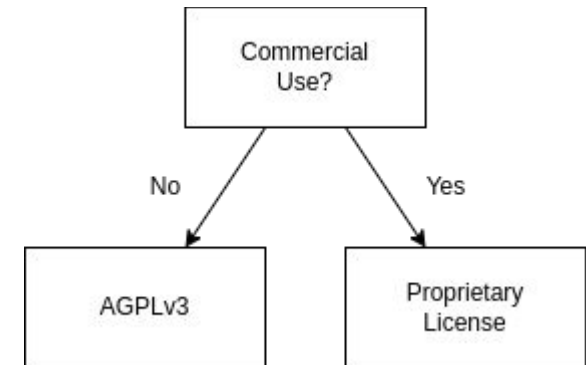 Commercial
Use?
No
Yes
AGPLv3
Proprietary
License